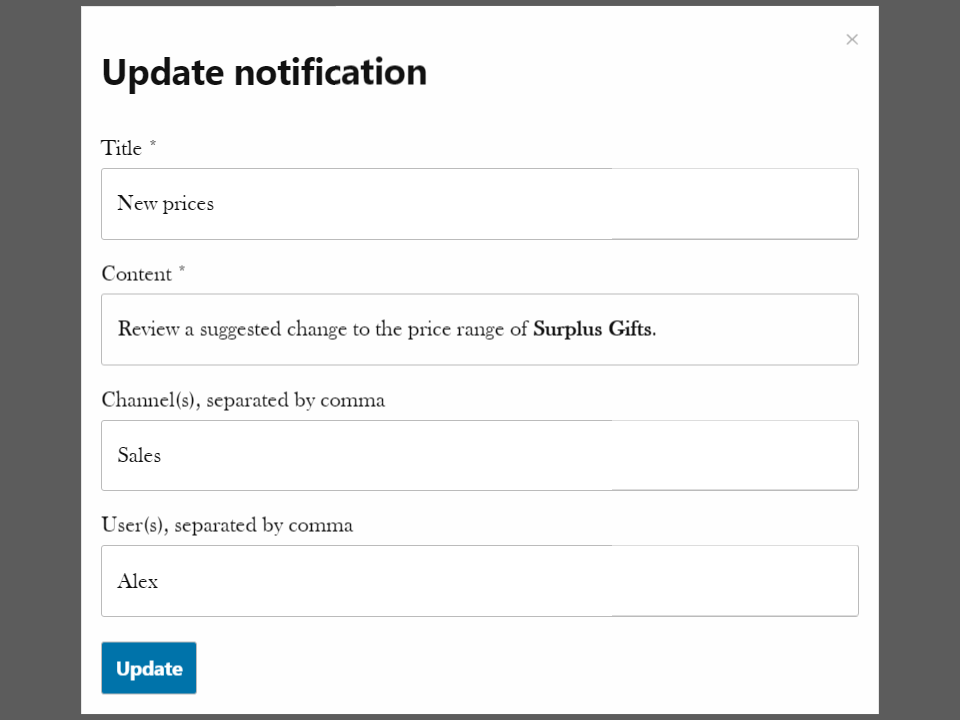 ×
Update notification
Title *
New prices
Content *
Review a suggested change to the price range of Surplus Gifts.
Channel(s), separated by comma
Sales
User(s), separated by comma
Alex
Update